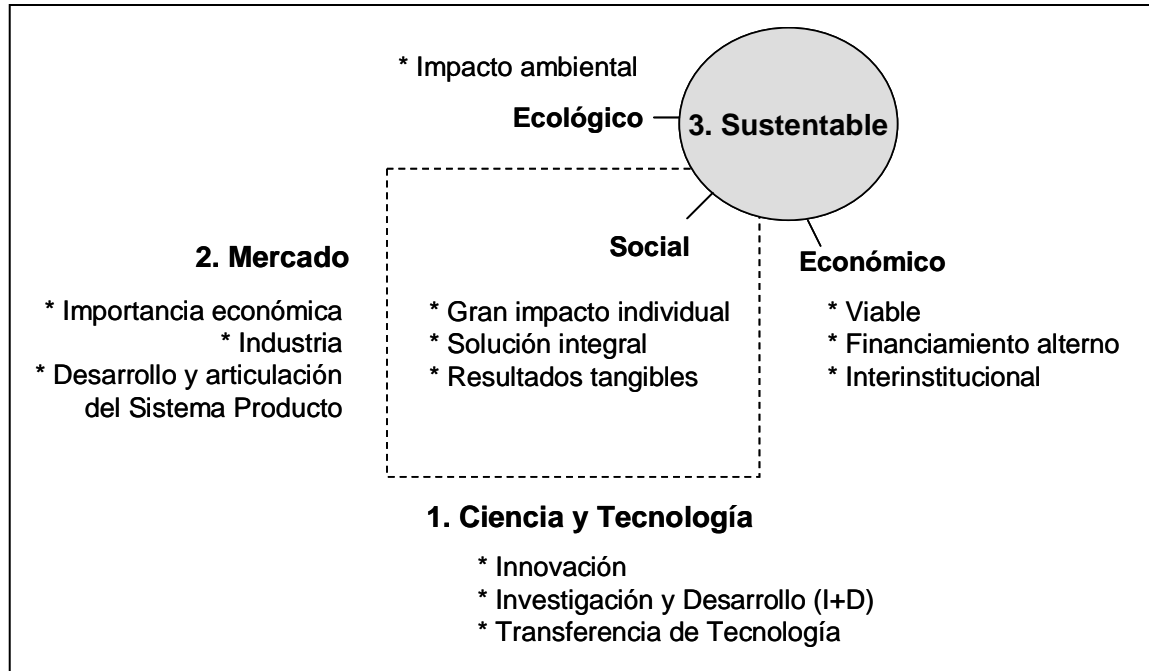 * Impacto ambiental
Ecológico
3. Sustentable
Social
Económico
2. Mercado
* Importancia económica
* Industria
* Desarrollo y articulación
del Sistema Producto
* Gran impacto individual
* Solución integral
* Resultados tangibles
* Viable
* Financiamiento alterno
* Interinstitucional
1. Ciencia y Tecnología
* Innovación
* Investigación y Desarrollo (I+D)
* Transferencia de Tecnología